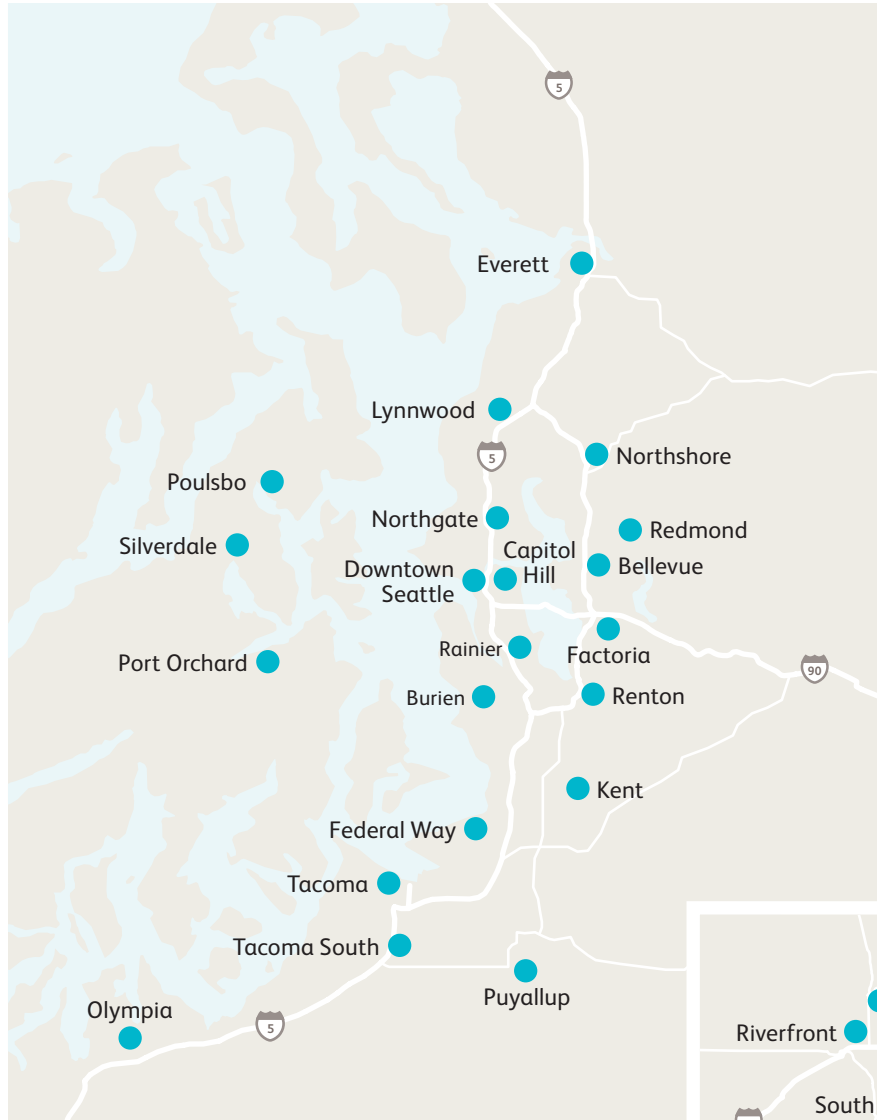 5
Everett
Lynnwood
5
Northshore
Poulsbo
Northgate
Redmond
Silverdale
Capitol
Hill
Downtown
Seattle
Bellevue
Rainier
Factoria
Port Orchard
90
Burien
Renton
Kent
Federal Way
Tacoma
Tacoma South
Puyallup
Olympia
5
Riverfront
South